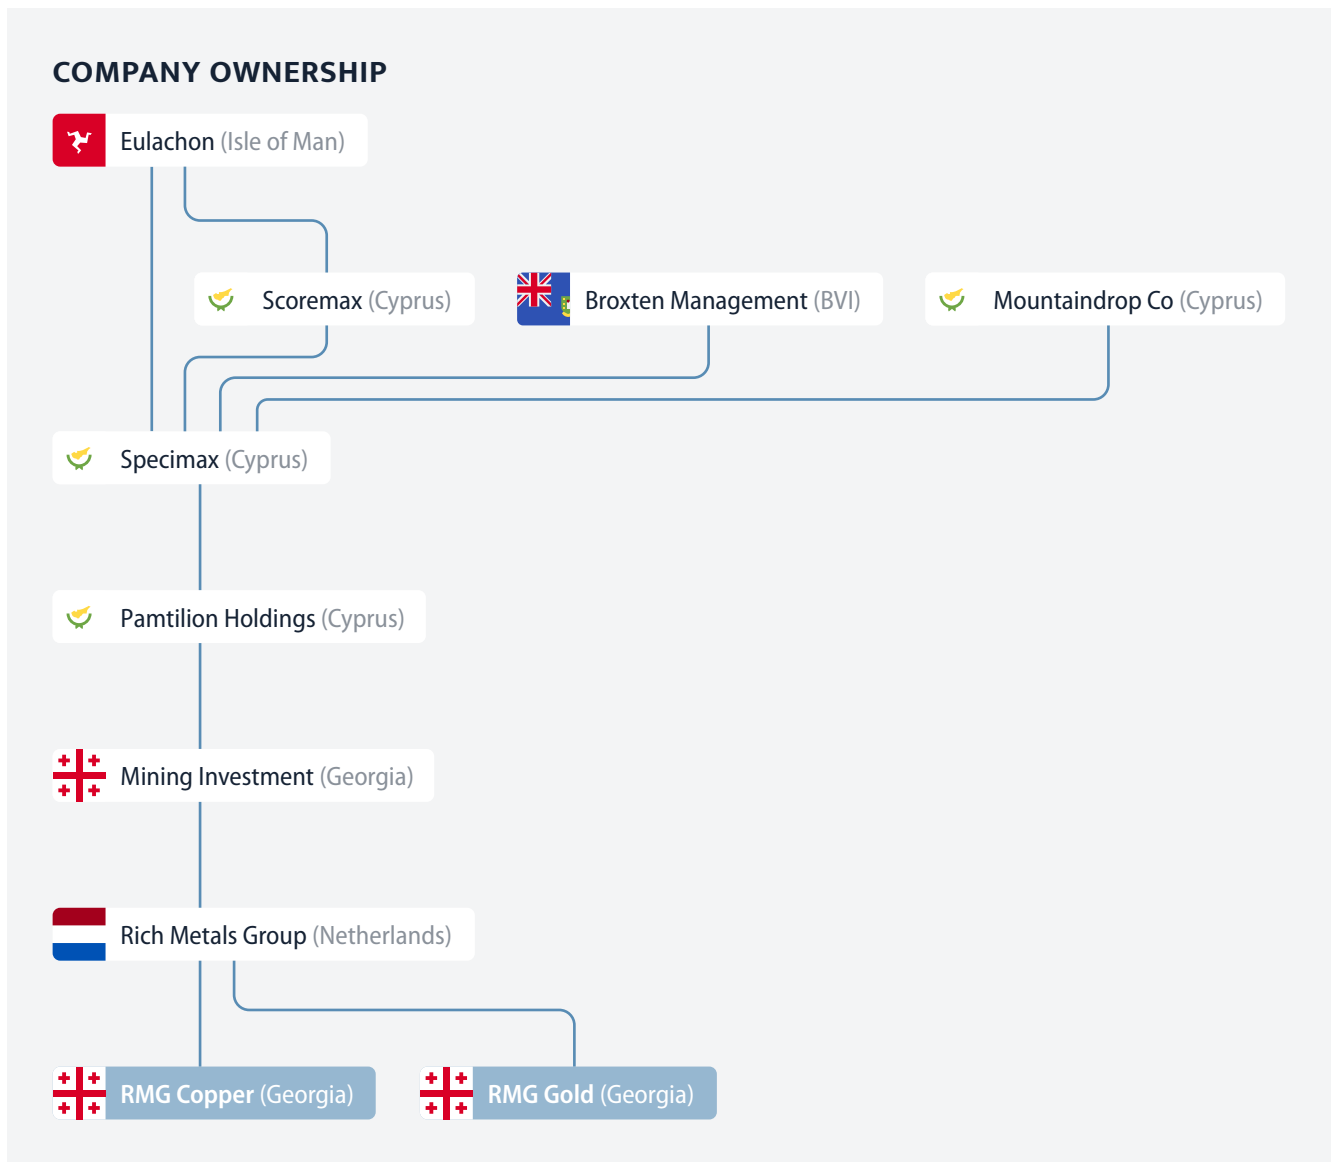 COMPANY OWNERSHIP
Eulachon (Isle of Man)
Scoremax (Cyprus)
Broxten Management (BVI)
Mountaindrop Co (Cyprus)
Specimax (Cyprus)
Pamtilion Holdings (Cyprus)
Mining Investment (Georgia)
Rich Metals Group (Netherlands)
RMG Copper (Georgia)
RMG Gold (Georgia)